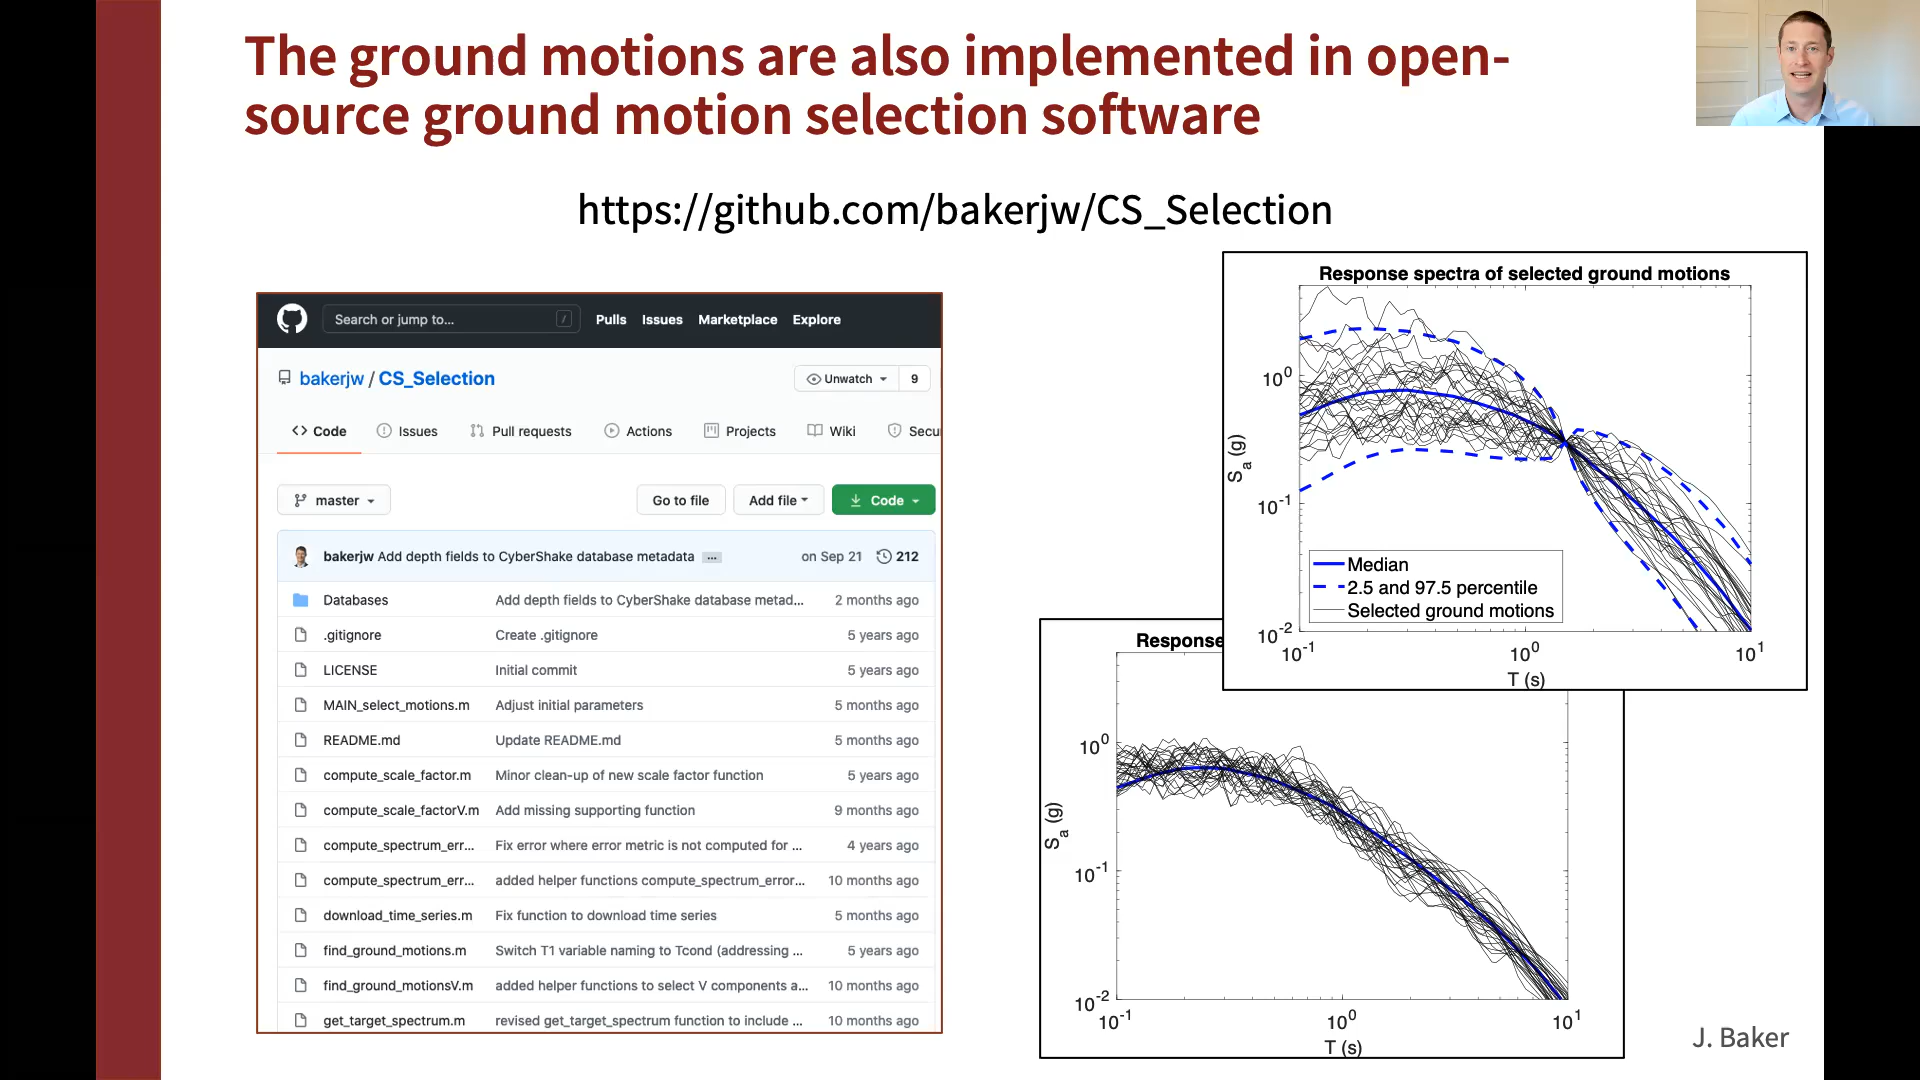 The ground motions are also implemented in open-
source ground motion selection software
https://github.com/bakerjw/CS_Selection
Search or jump to... /
Pulls Issues Marketplace Explore
bakerjw / CS_Selection
Unwatch 9
Code Issues Pull requests Actions Projects Wiki Secu
master Go to file Add file Code
bakerjw Add depth fields to CyberShake database metadata ... on Sep 21 212
Databases Add depth fields to CyberShake database metad... 2 months ago
.gitignore Create .gitignore 5 years ago
LICENSE Initial commit 5 years ago
MAIN_select_motions.m Adjust initial parameters 5 months ago
README.md Update README.md 5 months ago
compute_scale_factor.m Minor clean-up of new scale factor function 5 years ago
compute_scale_factorV.m Add missing supporting function 9 months ago
compute_spectrum_err... Fix error where error metric is not computed for ... 4 years ago
compute_spectrum_err... added helper functions compute_spectrum_error... 10 months ago
download_time_series.m Fix function to download time series 5 months ago
find_ground_motions.m Switch T1 variable naming to Tcond (addressing ... 5 years ago
find_ground_motionsV.m added helper functions to select V components a... 10 months ago
get_target_spectrum.m revised get_target_spectrum function to include ... 10 months ago
Response spectra of selected ground motions
10^0
10^-1
10^-2
S_a (g)
Median
2.5 and 97.5 percentile
Selected ground motions
10^-1 10^0 10^1
T (s)
Response
10^0
10^-1
10^-2
S_a (g)
10^-1 10^0 10^1
T (s)
J. Baker